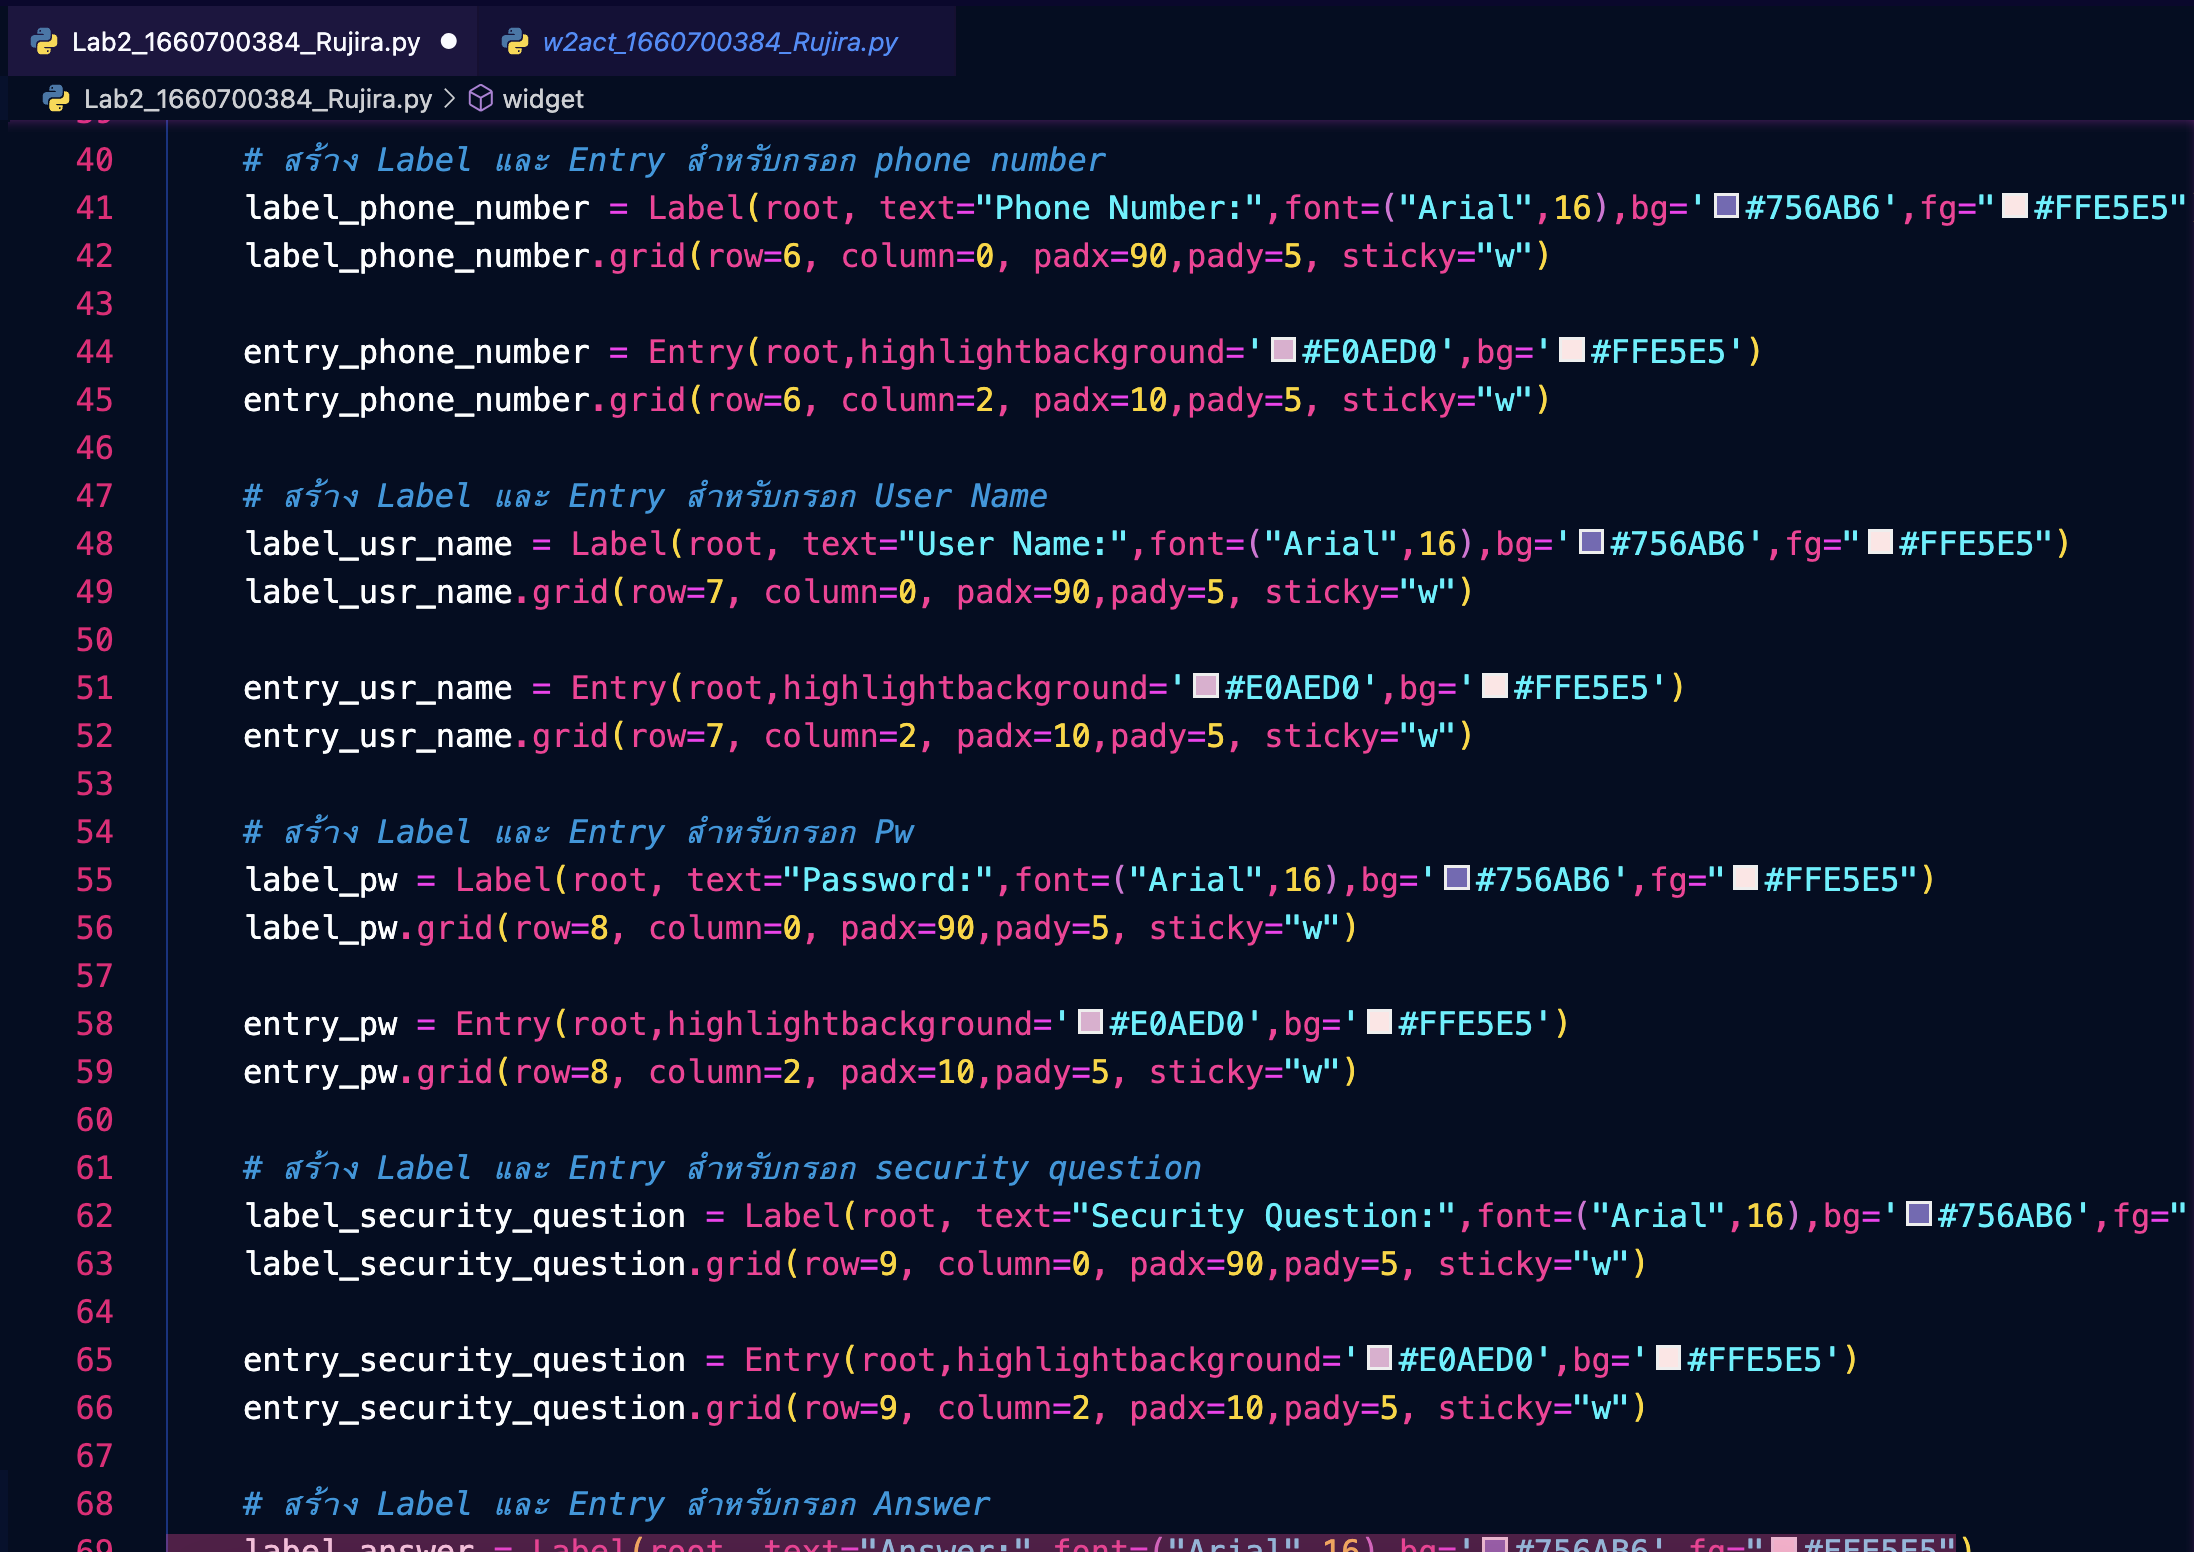 Lab2_1660700384_Rujira.py ● w2act_1660700384_Rujira.py
Lab2_1660700384_Rujira.py > widget
40 # สร้าง Label และ Entry สำหรับกรอก phone number
41 label_phone_number = Label(root, text="Phone Number:",font=("Arial",16),bg='#756AB6',fg="#FFE5E5"
42 label_phone_number.grid(row=6, column=0, padx=90,pady=5, sticky="w")
43
44 entry_phone_number = Entry(root,highlightbackground='#E0AED0',bg='#FFE5E5')
45 entry_phone_number.grid(row=6, column=2, padx=10,pady=5, sticky="w")
46
47 # สร้าง Label และ Entry สำหรับกรอก User Name
48 label_usr_name = Label(root, text="User Name:",font=("Arial",16),bg='#756AB6',fg="#FFE5E5")
49 label_usr_name.grid(row=7, column=0, padx=90,pady=5, sticky="w")
50
51 entry_usr_name = Entry(root,highlightbackground='#E0AED0',bg='#FFE5E5')
52 entry_usr_name.grid(row=7, column=2, padx=10,pady=5, sticky="w")
53
54 # สร้าง Label และ Entry สำหรับกรอก Pw
55 label_pw = Label(root, text="Password:",font=("Arial",16),bg='#756AB6',fg="#FFE5E5")
56 label_pw.grid(row=8, column=0, padx=90,pady=5, sticky="w")
57
58 entry_pw = Entry(root,highlightbackground='#E0AED0',bg='#FFE5E5')
59 entry_pw.grid(row=8, column=2, padx=10,pady=5, sticky="w")
60
61 # สร้าง Label และ Entry สำหรับกรอก security question
62 label_security_question = Label(root, text="Security Question:",font=("Arial",16),bg='#756AB6',fg="
63 label_security_question.grid(row=9, column=0, padx=90,pady=5, sticky="w")
64
65 entry_security_question = Entry(root,highlightbackground='#E0AED0',bg='#FFE5E5')
66 entry_security_question.grid(row=9, column=2, padx=10,pady=5, sticky="w")
67
68 # สร้าง Label และ Entry สำหรับกรอก Answer
69 label_answer = Label(root, text="Answer:",font=("Arial",16),bg='#756AB6',fg="#FFE5E5")